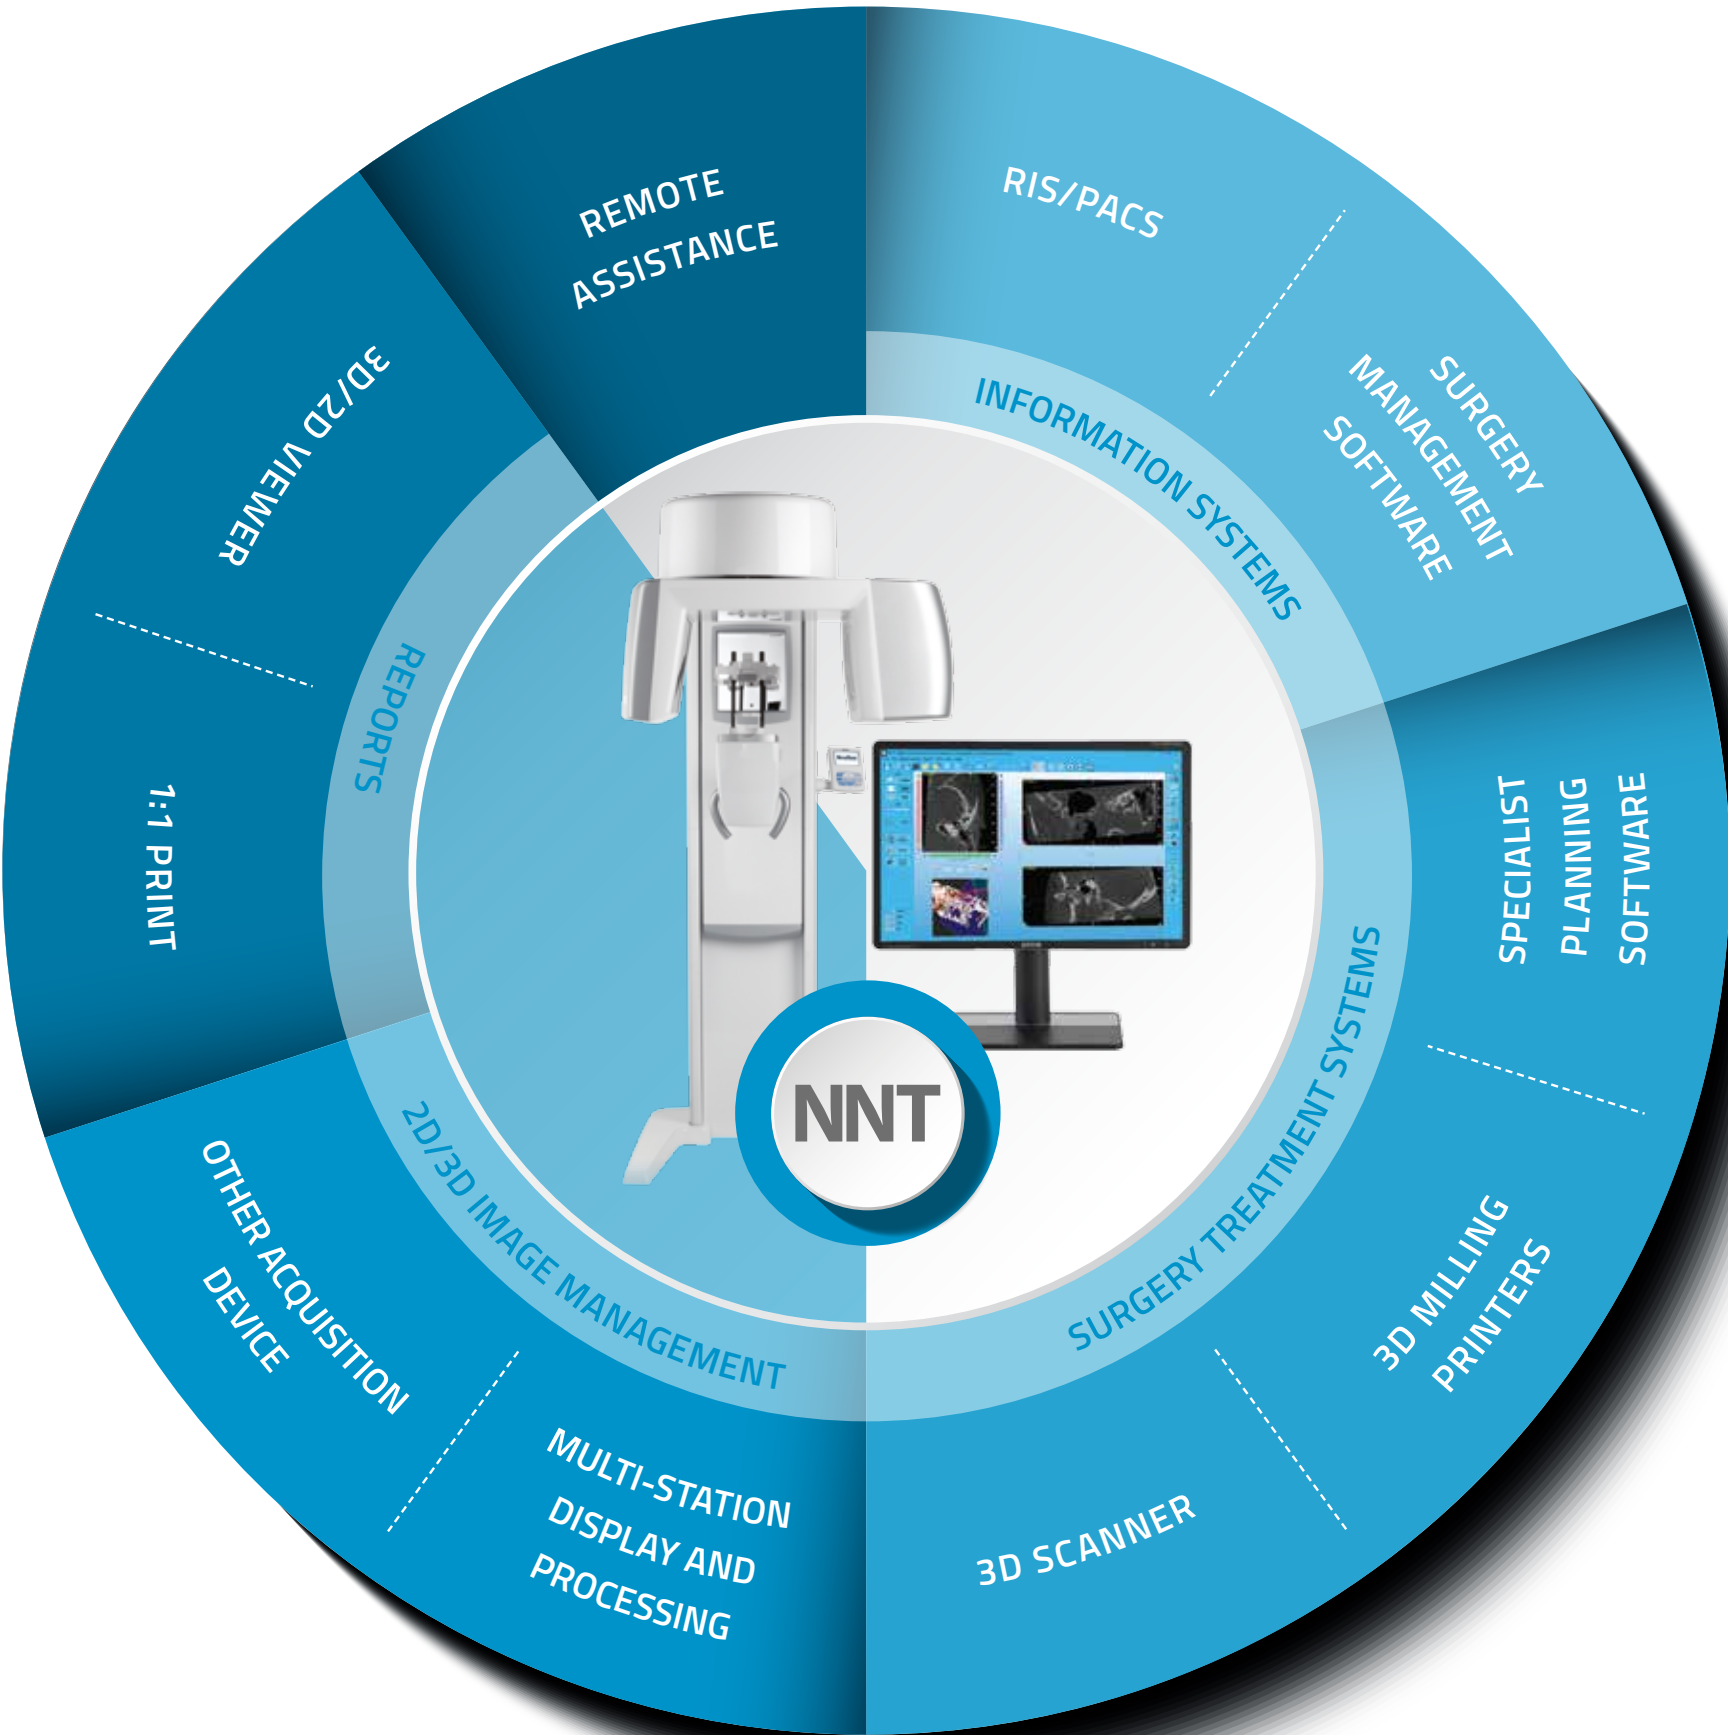 REMOTE
ASSISTANCE
RIS/PACS
SURGERY
MANAGEMENT
SOFTWARE
INFORMATION SYSTEMS
SPECIALIST
PLANNING
SOFTWARE
3D MILLING
PRINTERS
3D SCANNER
SURGERY TREATMENT SYSTEMS
MULTI-STATION
DISPLAY AND
PROCESSING
OTHER ACQUISITION
DEVICE
2D/3D IMAGE MANAGEMENT
1:1 PRINT
3D/2D VIEWER
REPORTS
NNT